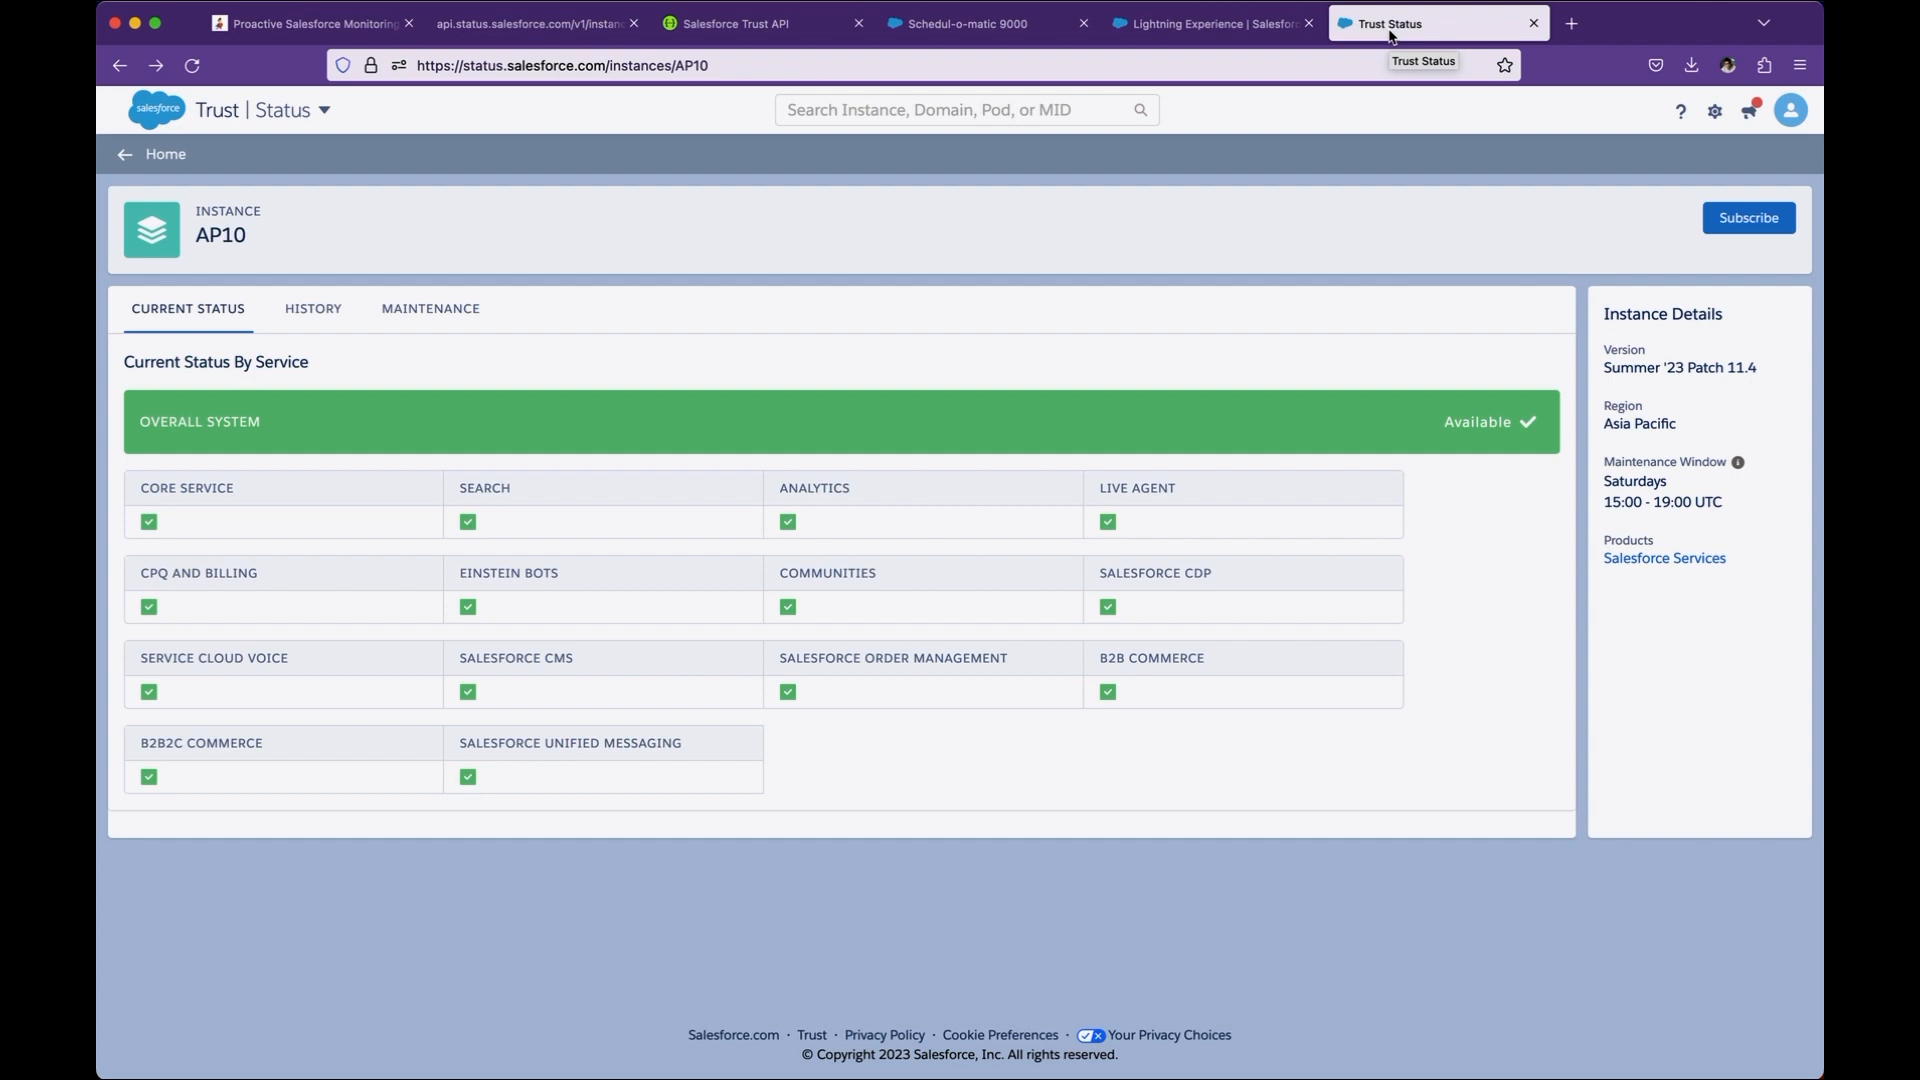 Proactive Salesforce Monitoring
api.status.salesforce.com/v1/instanc
Salesforce Trust API
Schedul-o-matic 9000
Lightning Experience | Salesforc
Trust Status
https://status.salesforce.com/instances/AP10
Trust Status
salesforce
Trust | Status
Search Instance, Domain, Pod, or MID
Home
INSTANCE
AP10
Subscribe
CURRENT STATUS
HISTORY
MAINTENANCE
Current Status By Service
OVERALL SYSTEM
Available
CORE SERVICE
SEARCH
ANALYTICS
LIVE AGENT
CPQ AND BILLING
EINSTEIN BOTS
COMMUNITIES
SALESFORCE CDP
SERVICE CLOUD VOICE
SALESFORCE CMS
SALESFORCE ORDER MANAGEMENT
B2B COMMERCE
B2B2C COMMERCE
SALESFORCE UNIFIED MESSAGING
Instance Details
Version
Summer '23 Patch 11.4
Region
Asia Pacific
Maintenance Window
Saturdays
15:00 - 19:00 UTC
Products
Salesforce Services
Salesforce.com · Trust · Privacy Policy · Cookie Preferences · Your Privacy Choices
© Copyright 2023 Salesforce, Inc. All rights reserved.